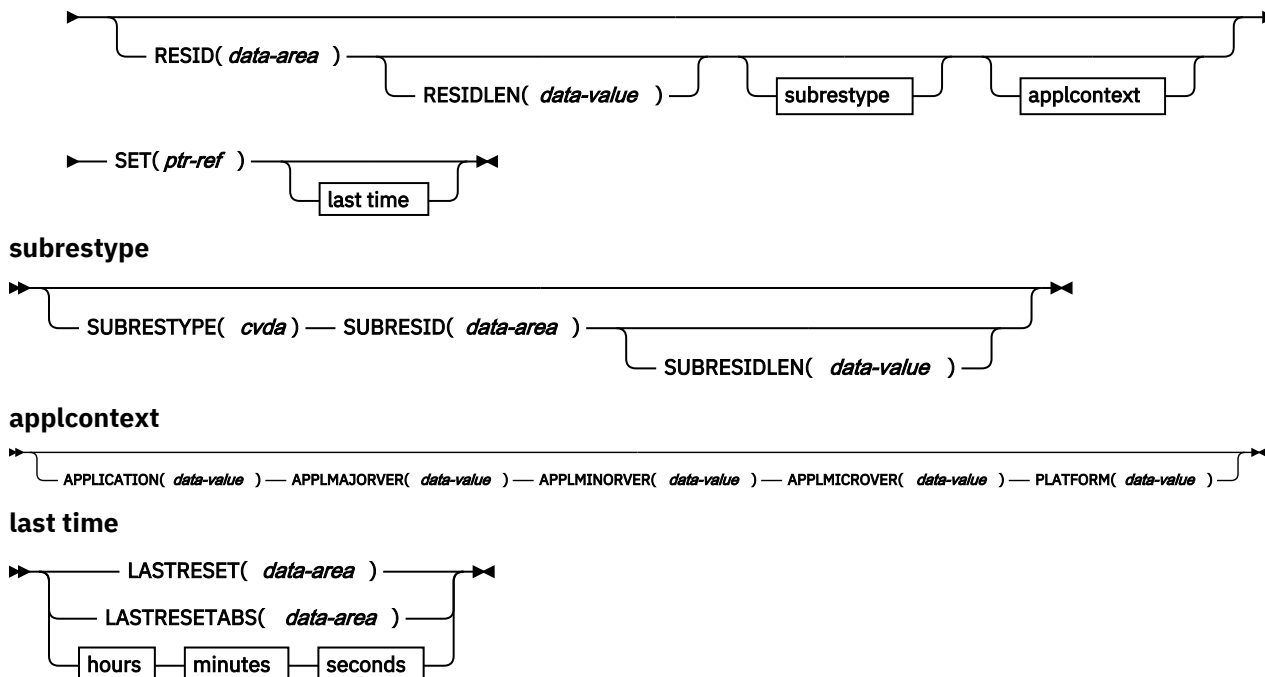 RESID( data-area )
RESIDLEN( data-value )
subrestype
applcontext
SET( ptr-ref )
last time
subrestype
SUBRESTYPE( cvda ) SUBRESID( data-area )
SUBRESIDLEN( data-value )
applcontext
APPLICATION( data-value ) APPLMAJORVER( data-value ) APPLMINORVER( data-value ) APPLMICROVER( data-value ) PLATFORM( data-value )
last time
LASTRESET( data-area )
LASTRESETABS( data-area )
hours minutes seconds